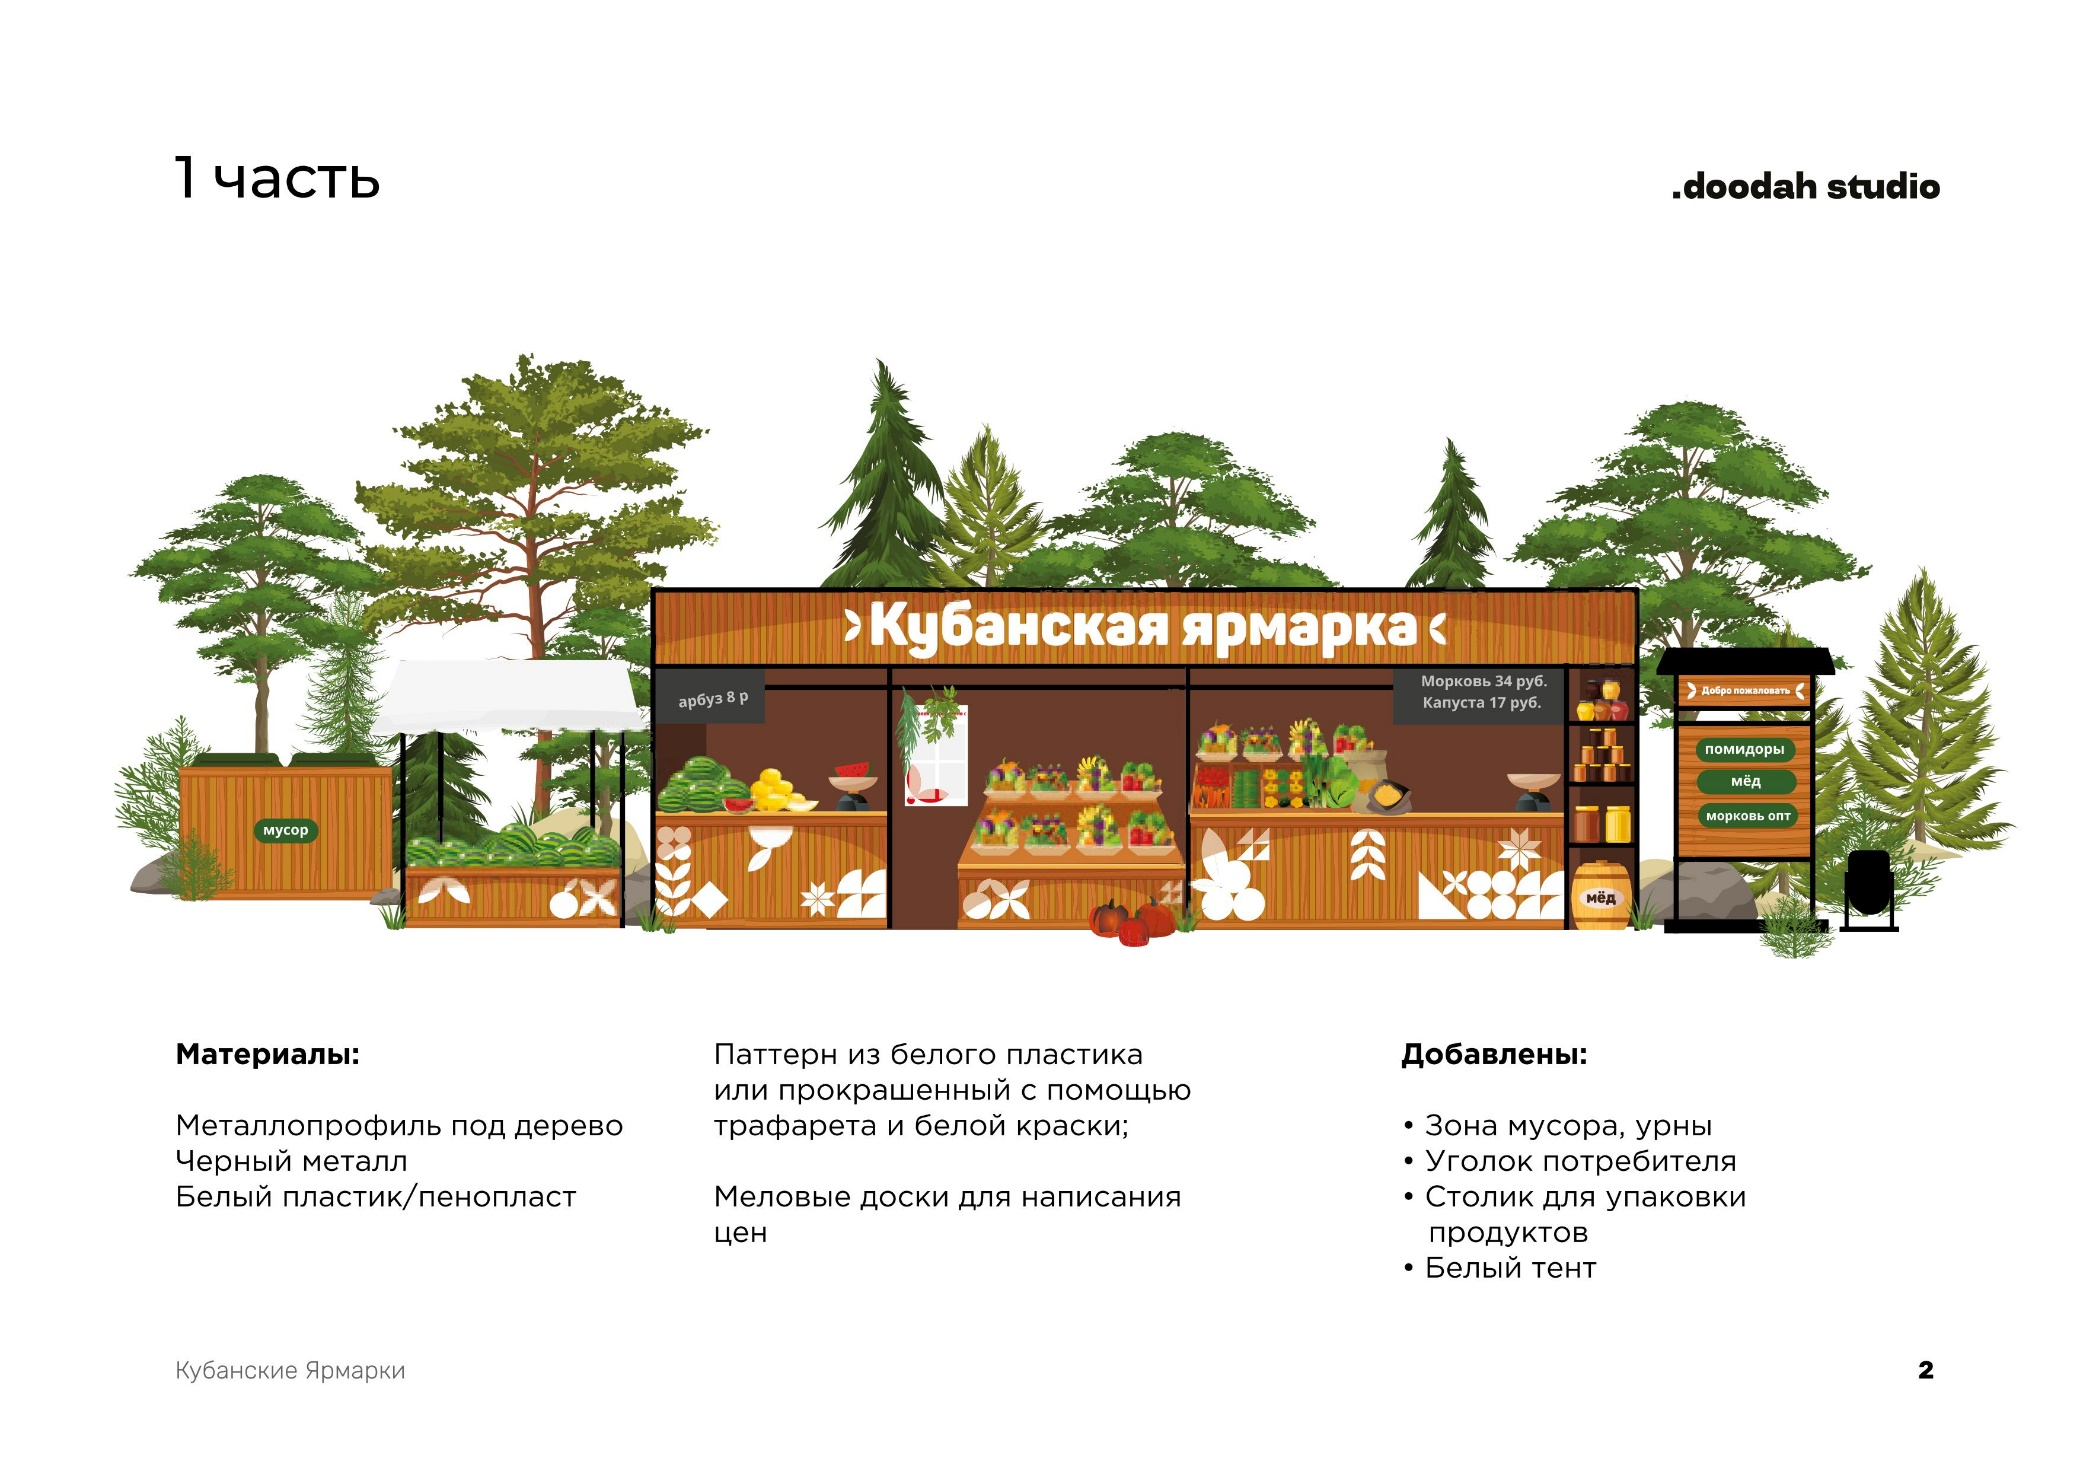 1 часть
.doodah studio
Кубанская ярмарка
арбуз 8 р
Морковь 34 руб.
Капуста 17 руб.
Добро пожаловать
помидоры
мёд
морковь опт
мусор
мёд
Материалы:
Металлопрофиль под дерево
Черный металл
Белый пластик/пенопласт
Паттерн из белого пластика
или прокрашенный с помощью
трафарета и белой краски;
Меловые доски для написания
цен
Добавлены:
• Зона мусора, урны
• Уголок потребителя
• Столик для упаковки
продуктов
• Белый тент
Кубанские Ярмарки
2